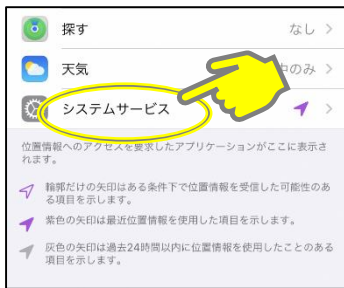 探す なし
天気 中のみ
システムサービス
位置情報へのアクセスを要求したアプリケーションがここに表示さ
れます。
輪郭だけの矢印はある条件下で位置情報を受信した可能性のあ
る項目を示します。
紫色の矢印は最近位置情報を使用した項目を示します。
灰色の矢印は過去24時間以内に位置情報を使用したことのある
項目を示します。